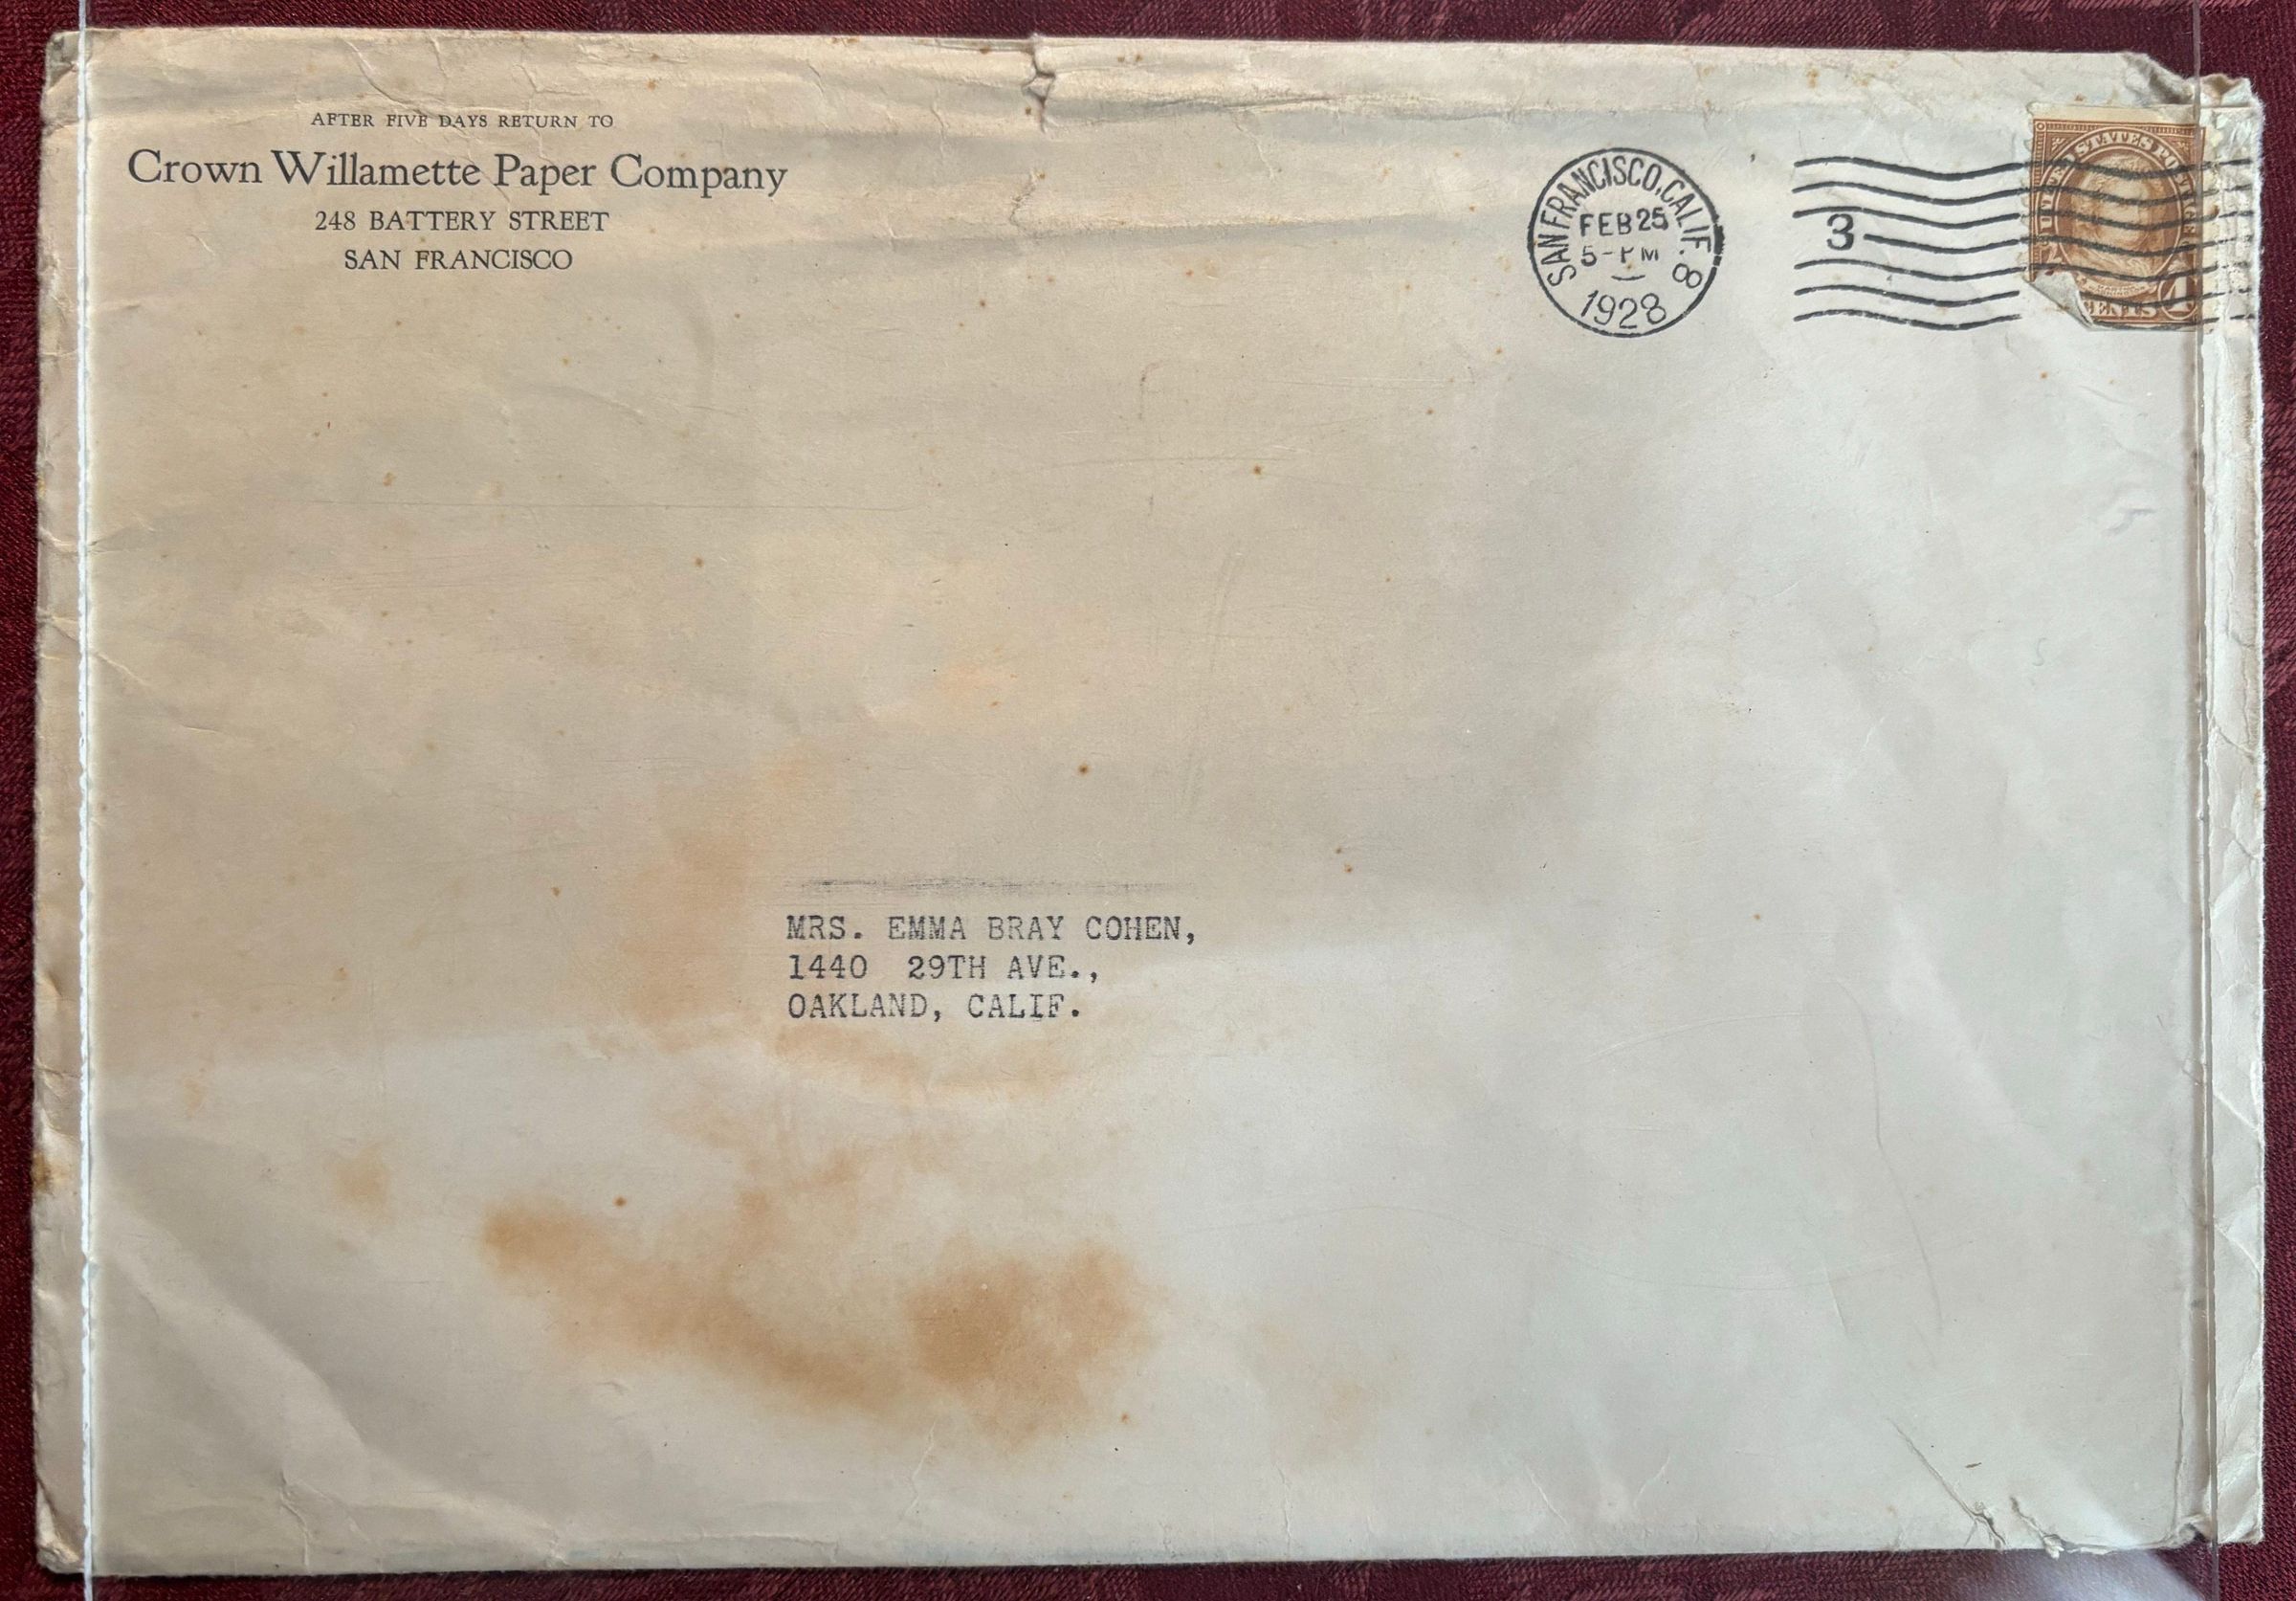 AFTER FIVE DAYS RETURN TO
Crown Willamette Paper Company
248 BATTERY STREET
SAN FRANCISCO
SAN FRANCISCO, CALIF. 8
FEB 25
5-PM
1928
3
UNITED STATES POSTAGE
4
CENTS
MRS. EMMA BRAY COHEN,
1440 29TH AVE.,
OAKLAND, CALIF.